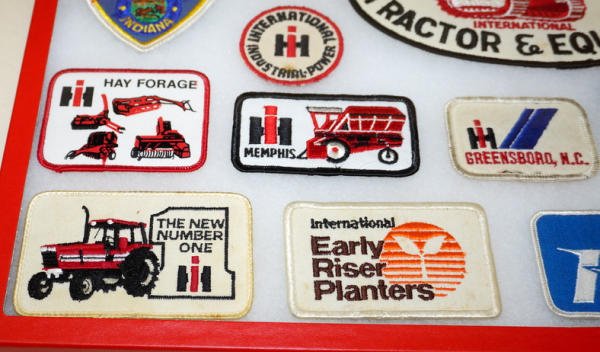 INDIANA
INTERNATIONAL
IH
INDUSTRIAL POWER
INTERNATIONAL
TRACTOR & EQU
IH
HAY FORAGE
IH
MEMPHIS
IH
GREENSBORO, N.C.
THE NEW
NUMBER
ONE
IH
International
Early
Riser
Planters